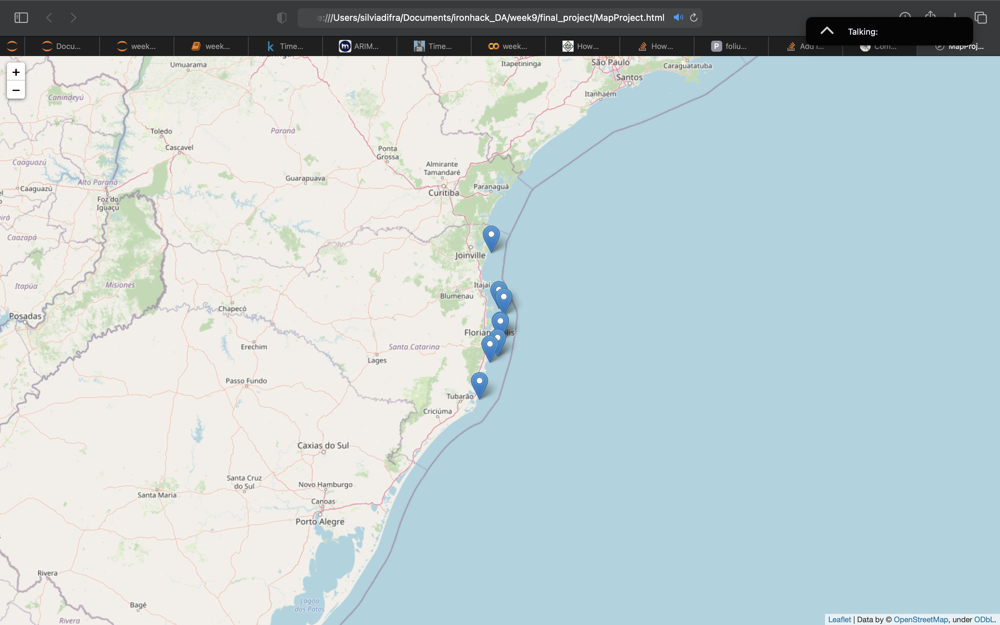 e:///Users/silviadifra/Documents/ironhack_DA/week9/final_project/MapProject.html
Talking:
Docu...
week...
week...
Time...
ARIM...
Time...
week...
How...
How...
P
foliu...
Add I...
Com...
MapProj...
+
−
Umuarama
Itapetininga
São Paulo
Caraguatatuba
Santos
Canindeyú
Itanhaém
Toledo
Paraná
Cascavel
Ponta
Grossa
Caaguazú
Almirante
Tamandaré
Alto Paraná
Guarapuava
Caaguazú
Paranaguá
Curitiba
Foz do
Iguaçu
Caazapá
Joinville
Itapúa
Misiones
Itajaí
Blumenau
Chapecó
Posadas
Florian
lis
Erechim
Santa Catarina
Lages
Passo Fundo
Tubarão
Criciúma
Caxias do Sul
Santa Cruz
do Sul
Novo Hamburgo
Santa Maria
Canoas
Porto Alegre
Rivera
Lagoa
dos Patos
Bagé
Rivera
Leaflet | Data by © OpenStreetMap, under ODbL.